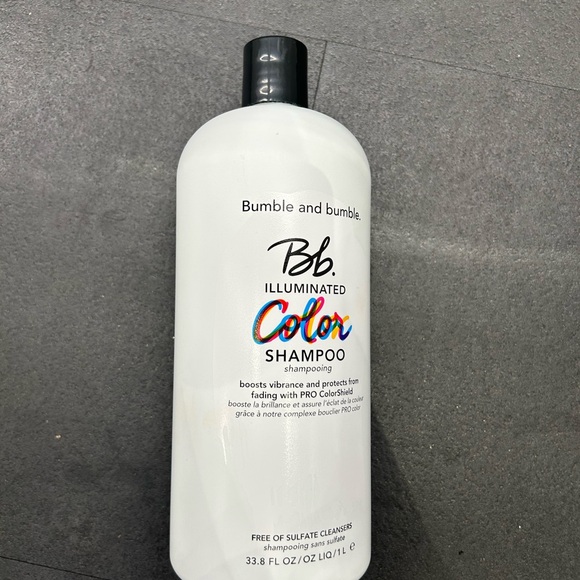 Bumble and bumble.
Bb.
ILLUMINATED
Color
SHAMPOO
shampooing
boosts vibrance and protects from
fading with PRO ColorShield
booste la brillance et assure l'éclat de la couleur
grâce à notre complexe bouclier PRO color
FREE OF SULFATE CLEANSERS
shampooing sans sulfate
33.8 FL OZ/OZ LIQ/1 L ℮